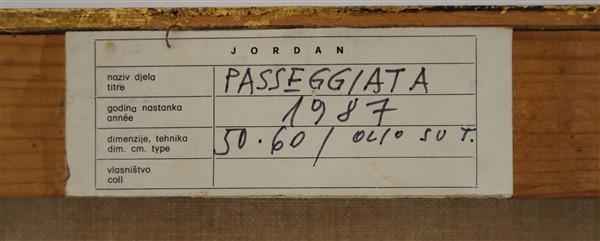 JORDAN
naziv djela PASSEGGIATA
titre
godina nastanka 1987
année
dimenzije, tehnika 50.60 / OLIO SU T.
dim. cm. type
vlasništvo
coll